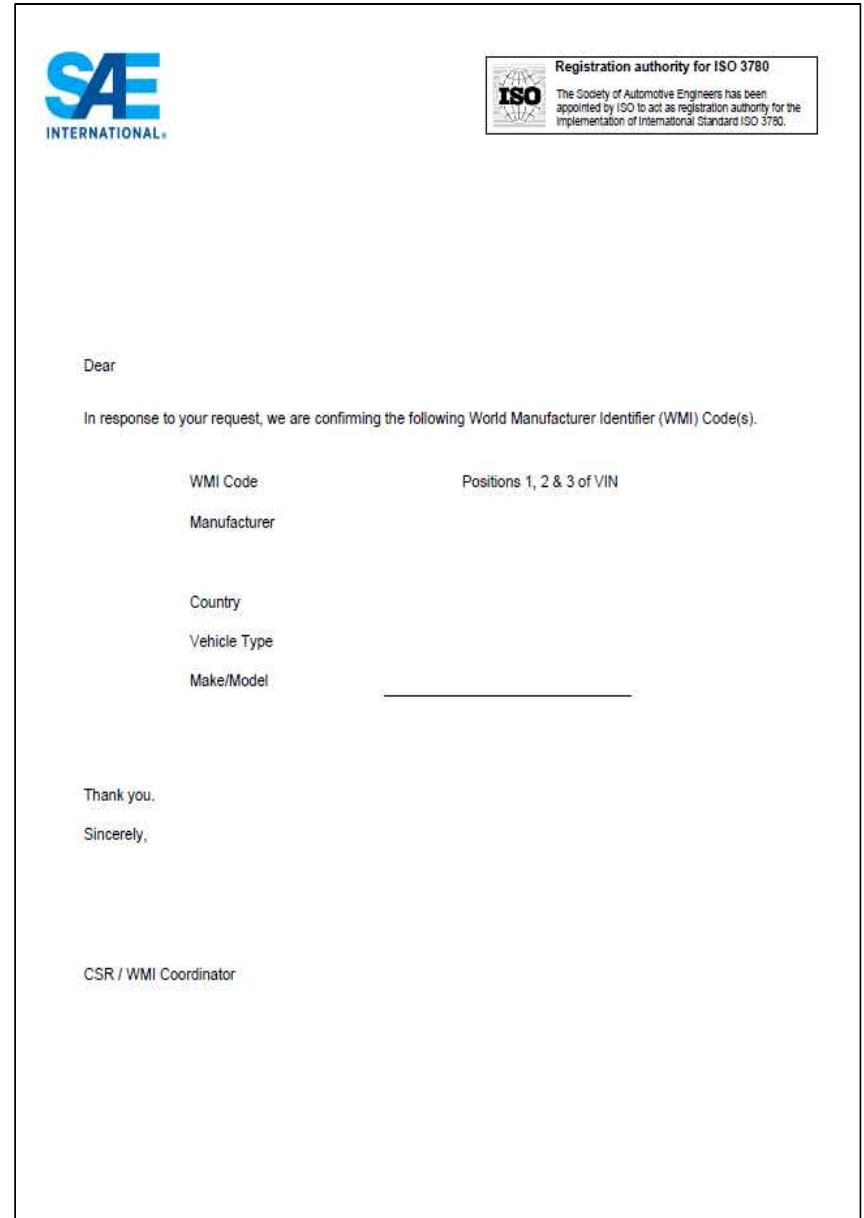 SAE
INTERNATIONAL®
ISO
Registration authority for ISO 3780
The Society of Automotive Engineers has been
appointed by ISO to act as registration authority for the
implementation of International Standard ISO 3780.
Dear
In response to your request, we are confirming the following World Manufacturer Identifier (WMI) Code(s).
WMI Code Positions 1, 2 & 3 of VIN
Manufacturer
Country
Vehicle Type
Make/Model
Thank you,
Sincerely,
CSR / WMI Coordinator